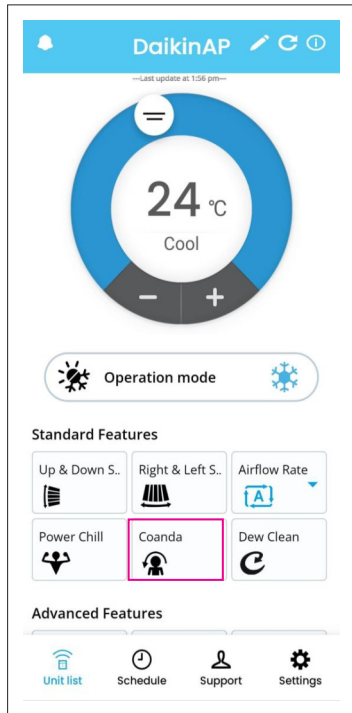 DaikinAP
---Last update at 1:56 pm---
24 °C
Cool
− +
Operation mode
Standard Features
Up & Down S.. Right & Left S.. Airflow Rate
A
Power Chill Coanda Dew Clean
Advanced Features
Unit list Schedule Support Settings